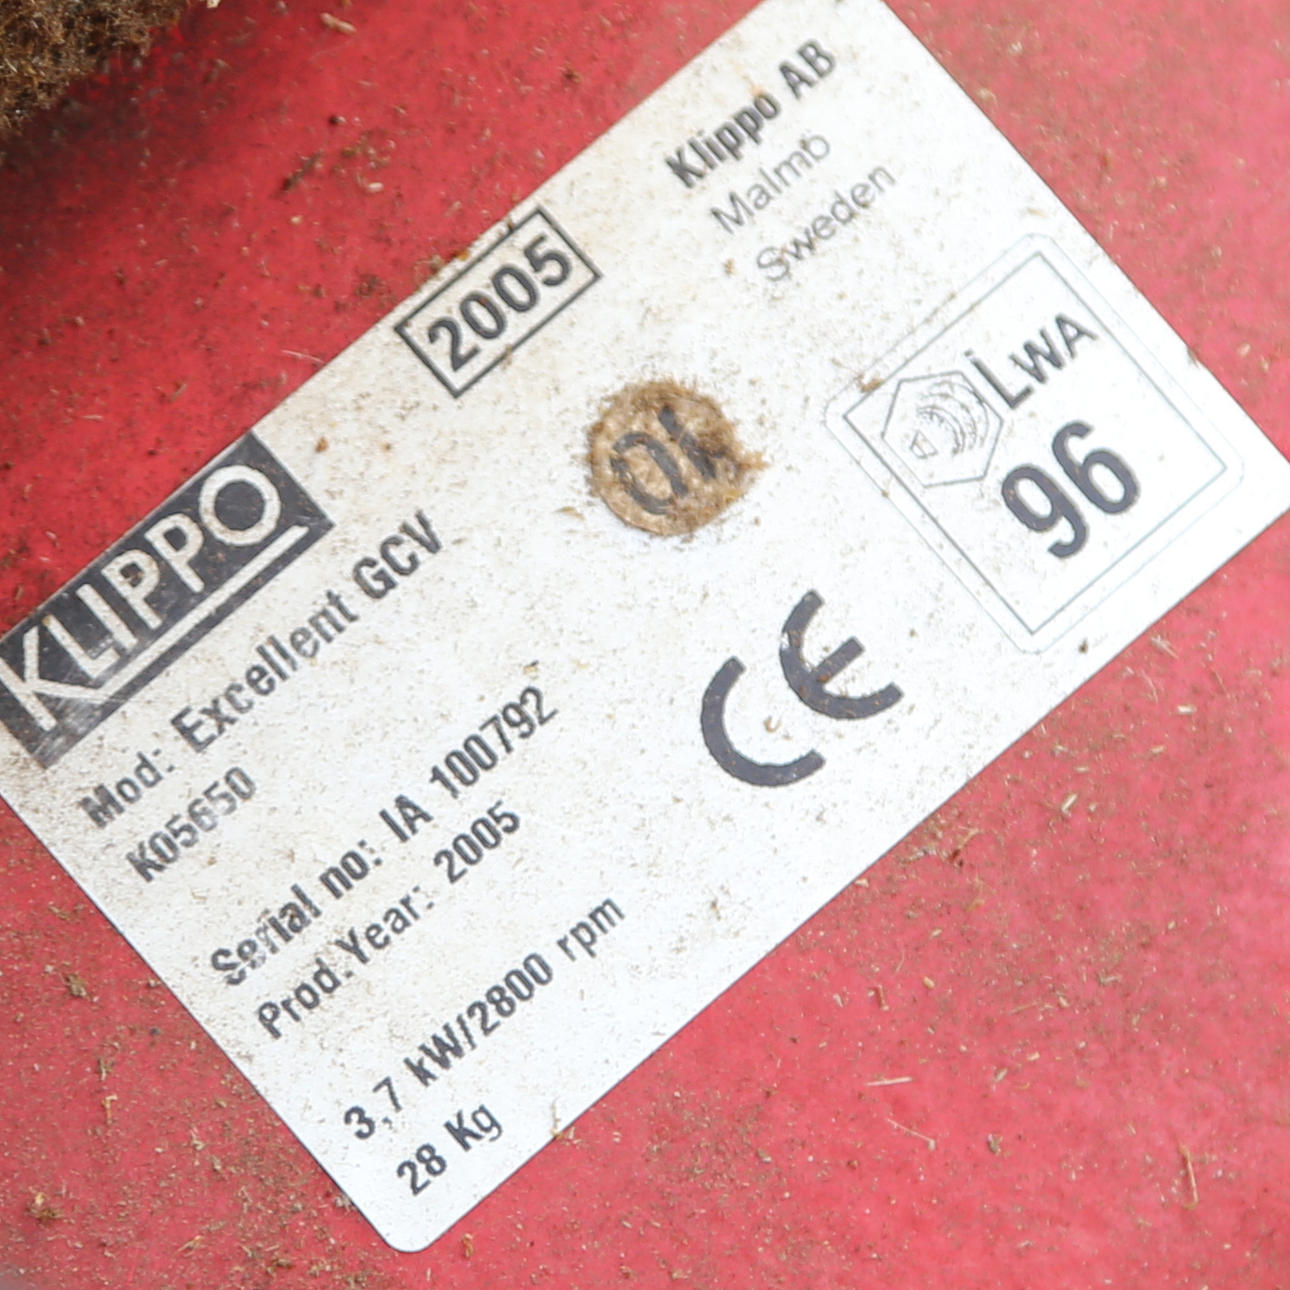 KLIPPO
2005
Klippo AB
Malmö
Sweden
Mod: Excellent GCV
K05650
Serial no: IA 100792
Prod.Year: 2005
3,7 kW/2800 rpm
28 Kg
CE
LWA
96